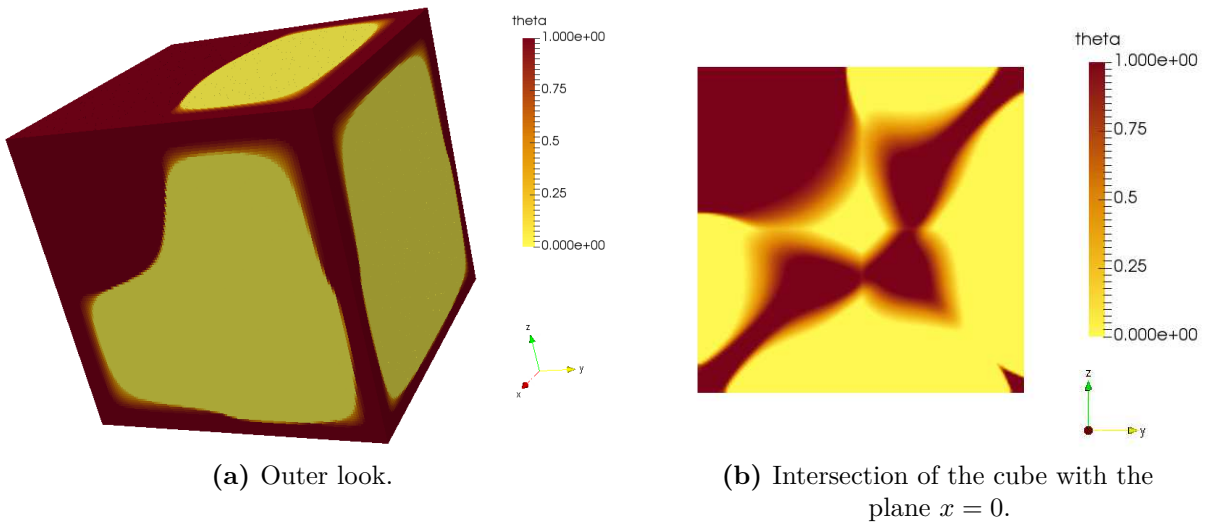 theta
1.000e+00
0.75
0.5
0.25
0.000e+00
z
y
x
(a) Outer look.
theta
1.000e+00
0.75
0.5
0.25
0.000e+00
z
y
(b) Intersection of the cube with the
plane x = 0.